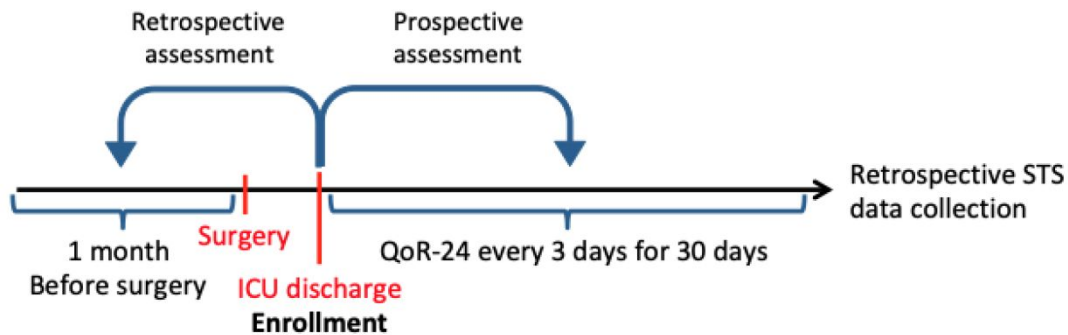 Retrospective
assessment
Prospective
assessment
Retrospective STS
data collection
Surgery
1 month
Before surgery
QoR-24 every 3 days for 30 days
ICU discharge
Enrollment